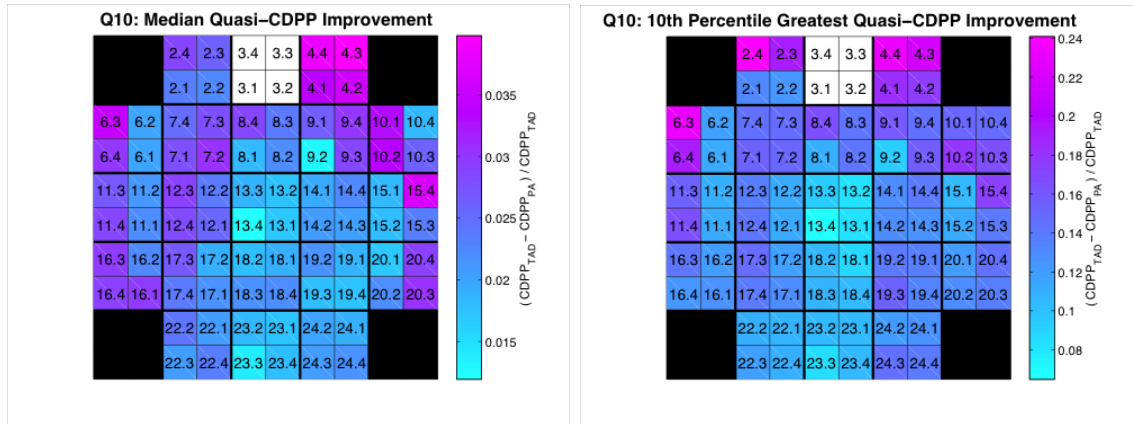 Q10: Median Quasi−CDPP Improvement
2.4 2.3 3.4 3.3 4.4 4.3
2.1 2.2 3.1 3.2 4.1 4.2
6.3 6.2 7.4 7.3 8.4 8.3 9.1 9.4 10.1 10.4
6.4 6.1 7.1 7.2 8.1 8.2 9.2 9.3 10.2 10.3
11.3 11.2 12.3 12.2 13.3 13.2 14.1 14.4 15.1 15.4
11.4 11.1 12.4 12.1 13.4 13.1 14.2 14.3 15.2 15.3
16.3 16.2 17.3 17.2 18.2 18.1 19.2 19.1 20.1 20.4
16.4 16.1 17.4 17.1 18.3 18.4 19.3 19.4 20.2 20.3
22.2 22.1 23.2 23.1 24.2 24.1
22.3 22.4 23.3 23.4 24.3 24.4
0.035
0.03
0.025
0.02
0.015
(CDPP_TAD − CDPP_PA) / CDPP_TAD
Q10: 10th Percentile Greatest Quasi−CDPP Improvement
2.4 2.3 3.4 3.3 4.4 4.3
2.1 2.2 3.1 3.2 4.1 4.2
6.3 6.2 7.4 7.3 8.4 8.3 9.1 9.4 10.1 10.4
6.4 6.1 7.1 7.2 8.1 8.2 9.2 9.3 10.2 10.3
11.3 11.2 12.3 12.2 13.3 13.2 14.1 14.4 15.1 15.4
11.4 11.1 12.4 12.1 13.4 13.1 14.2 14.3 15.2 15.3
16.3 16.2 17.3 17.2 18.2 18.1 19.2 19.1 20.1 20.4
16.4 16.1 17.4 17.1 18.3 18.4 19.3 19.4 20.2 20.3
22.2 22.1 23.2 23.1 24.2 24.1
22.3 22.4 23.3 23.4 24.3 24.4
0.24
0.22
0.2
0.18
0.16
0.14
0.12
0.1
0.08
(CDPP_TAD − CDPP_PA) / CDPP_TAD